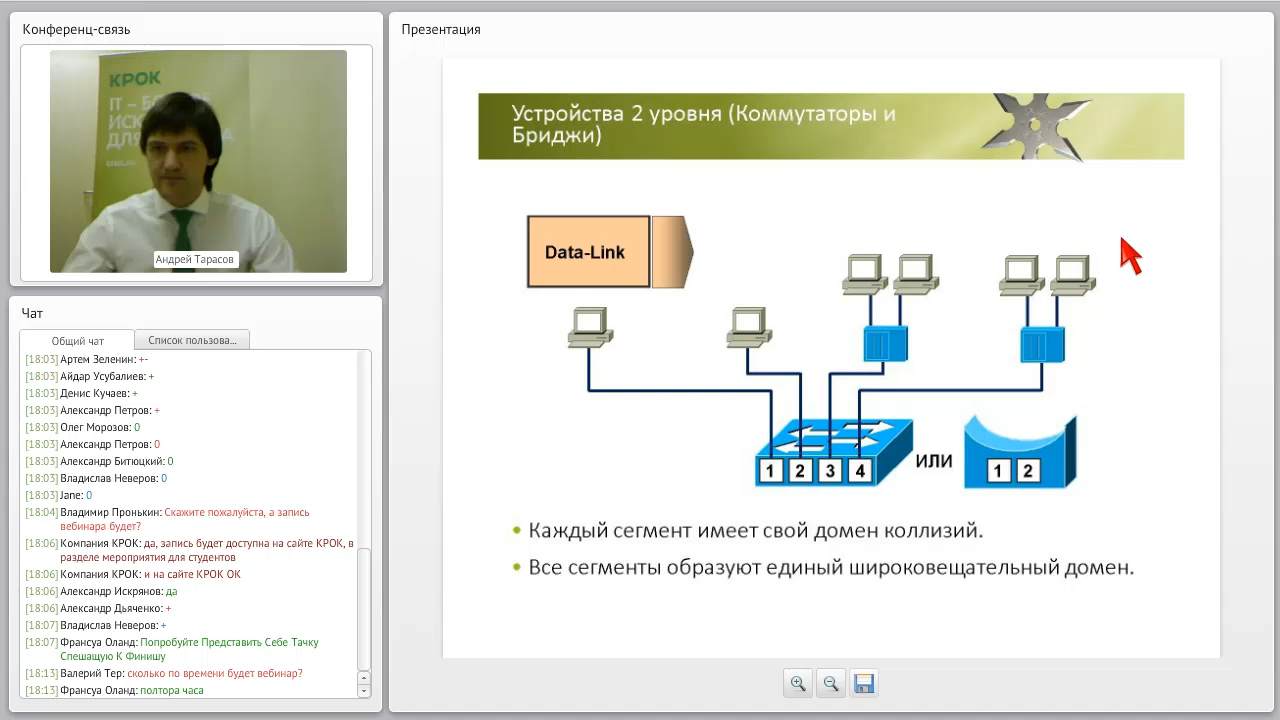 Конференц-связь
КРОК
IT –
ИСК
ДЛЯ
Андрей Тарасов
Чат
Общий чат
Список пользова...
[18:03] Артем Зеленин: +-
[18:03] Айдар Усубалиев: +
[18:03] Денис Кучаев: +
[18:03] Александр Петров: +
[18:03] Олег Морозов: 0
[18:03] Александр Петров: 0
[18:03] Александр Битюцкий: 0
[18:03] Владислав Неверов: 0
[18:03] Jane: 0
[18:04] Владимир Пронькин: Скажите пожалуйста, а запись
вебинара будет?
[18:06] Компания КРОК: да, запись будет доступна на сайте КРОК, в
разделе мероприятия для студентов
[18:06] Компания КРОК: и на сайте КРОК ОК
[18:06] Александр Искрянов: да
[18:06] Александр Дьяченко: +
[18:07] Владислав Неверов: +
[18:07] Франсуа Оланд: Попробуйте Представить Себе Тачку
Спешащую К Финишу
[18:13] Валерий Тер: сколько по времени будет вебинар?
[18:13] Франсуа Оланд: полтора часа
Презентация
Устройства 2 уровня (Коммутаторы и
Бриджи)
Data-Link
1 2 3 4
ИЛИ
1 2
• Каждый сегмент имеет свой домен коллизий.
• Все сегменты образуют единый широковещательный домен.